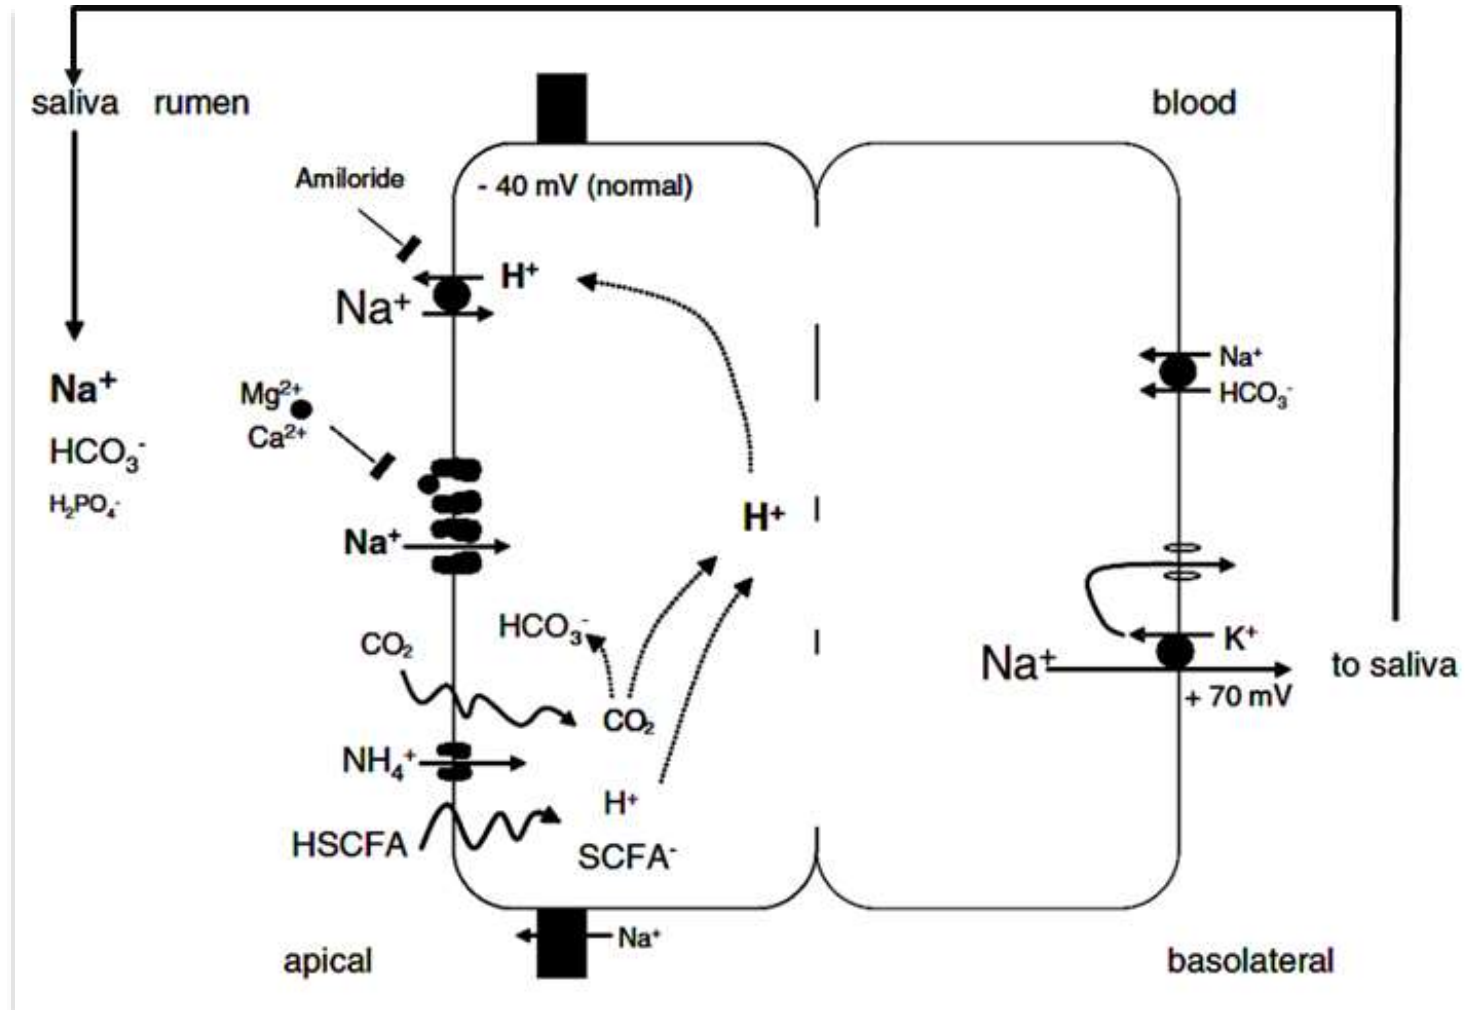 saliva rumen
blood
Amiloride
- 40 mV (normal)
H⁺
Na⁺
Na⁺
HCO₃⁻
H₂PO₄⁻
Mg²⁺
Ca²⁺
Na⁺
H⁺
Na⁺
HCO₃⁻
HCO₃⁻
CO₂
CO₂
NH₄⁺
H⁺
HSCFA
SCFA⁻
K⁺
Na⁺
to saliva
+ 70 mV
Na⁺
apical
basolateral